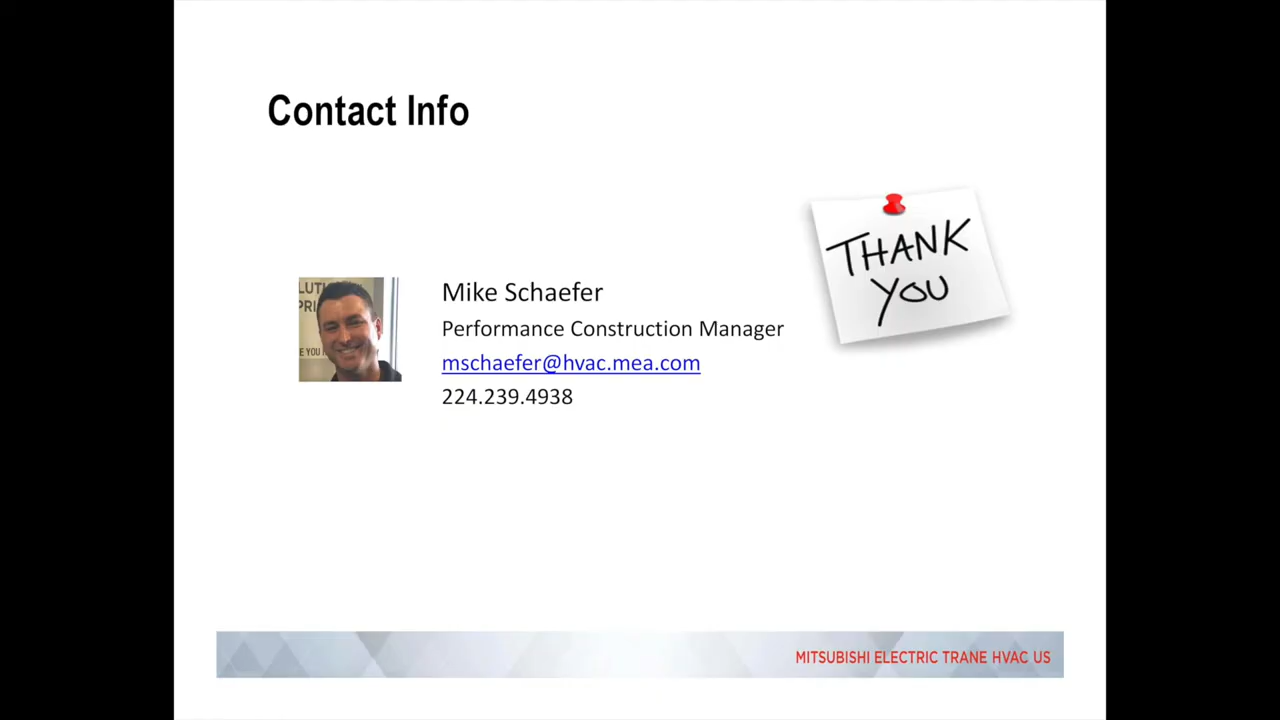 Contact Info
THANK
YOU
Mike Schaefer
Performance Construction Manager
mschaefer@hvac.mea.com
224.239.4938
MITSUBISHI ELECTRIC TRANE HVAC US